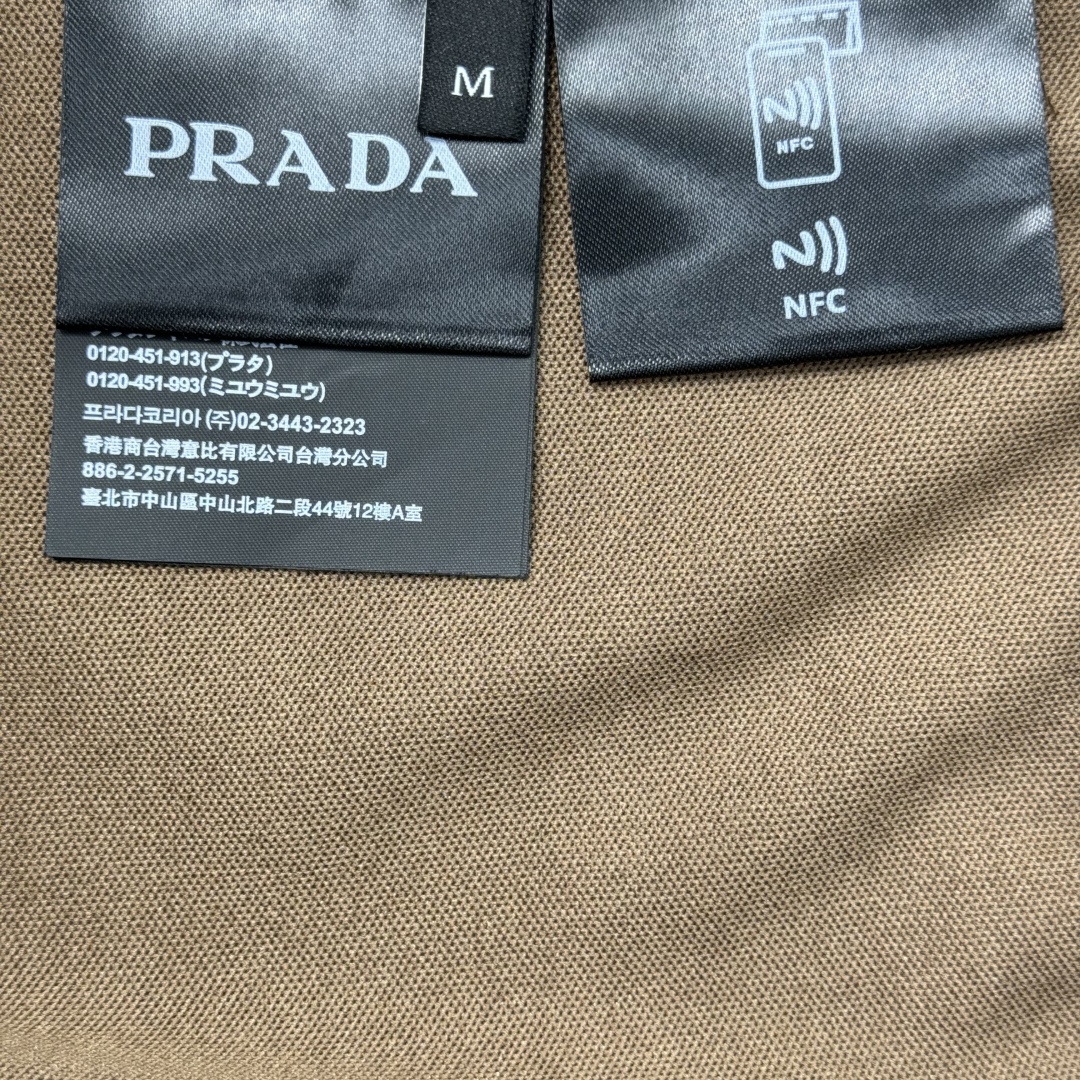 M
PRADA
NFC
NFC
0120-451-913(プラタ)
0120-451-993(ミユウミユウ)
프라다코리아 (주)02-3443-2323
香港商台灣意比有限公司台灣分公司
886-2-2571-5255
臺北市中山區中山北路二段44號12樓A室